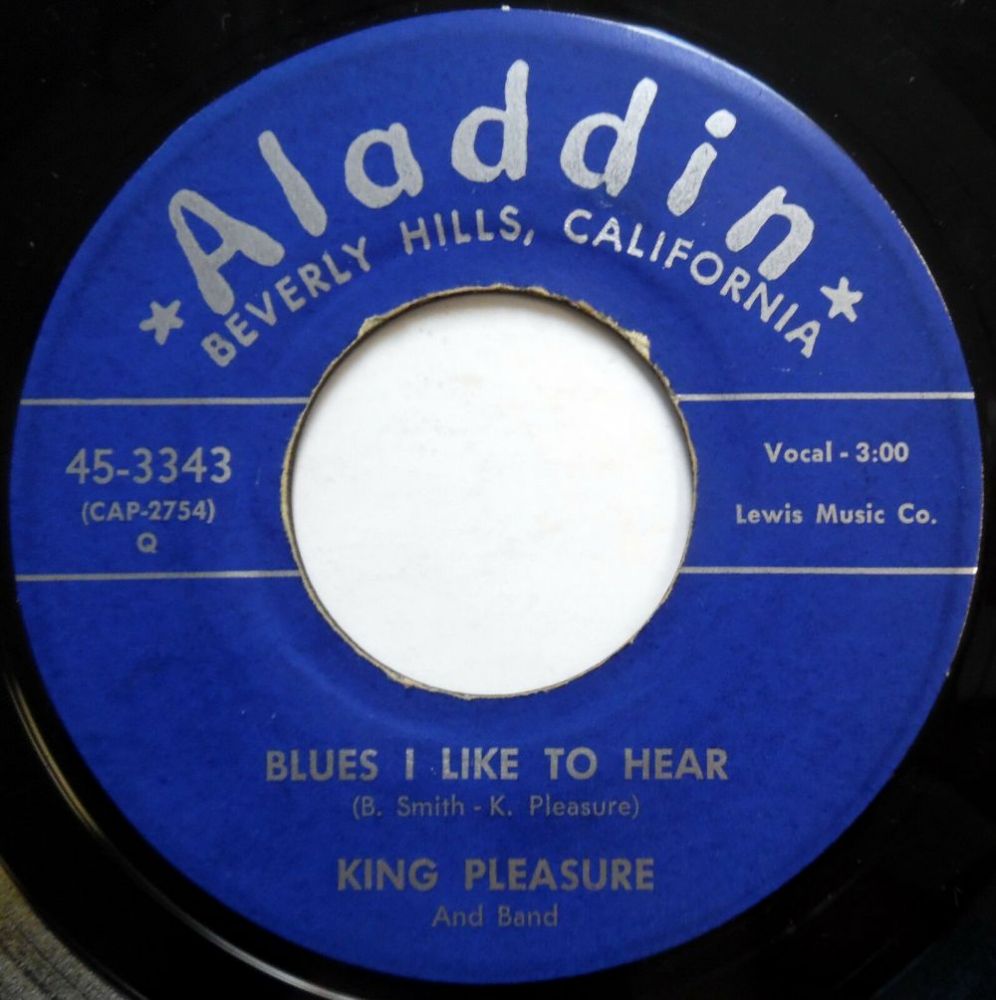 Aladdin
BEVERLY HILLS, CALIFORNIA
45-3343
(CAP-2754)
Q
Vocal - 3:00
Lewis Music Co.
BLUES I LIKE TO HEAR
(B. Smith - K. Pleasure)
KING PLEASURE
And Band